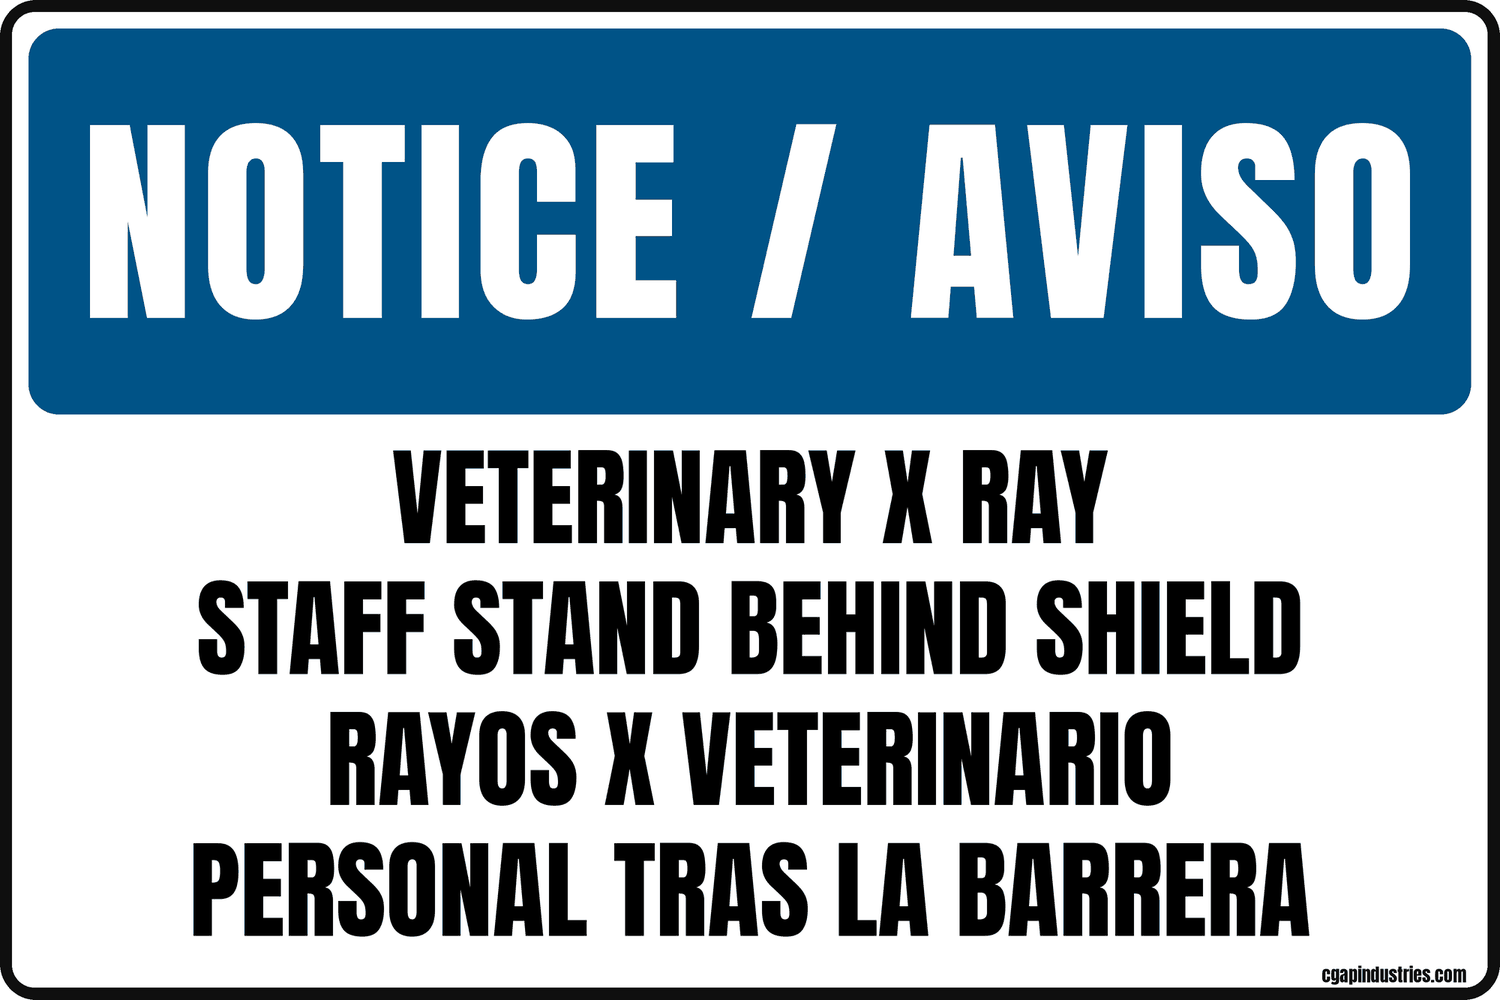 NOTICE / AVISO
VETERINARY X RAY
STAFF STAND BEHIND SHIELD
RAYOS X VETERINARIO
PERSONAL TRAS LA BARRERA
cgapindustries.com